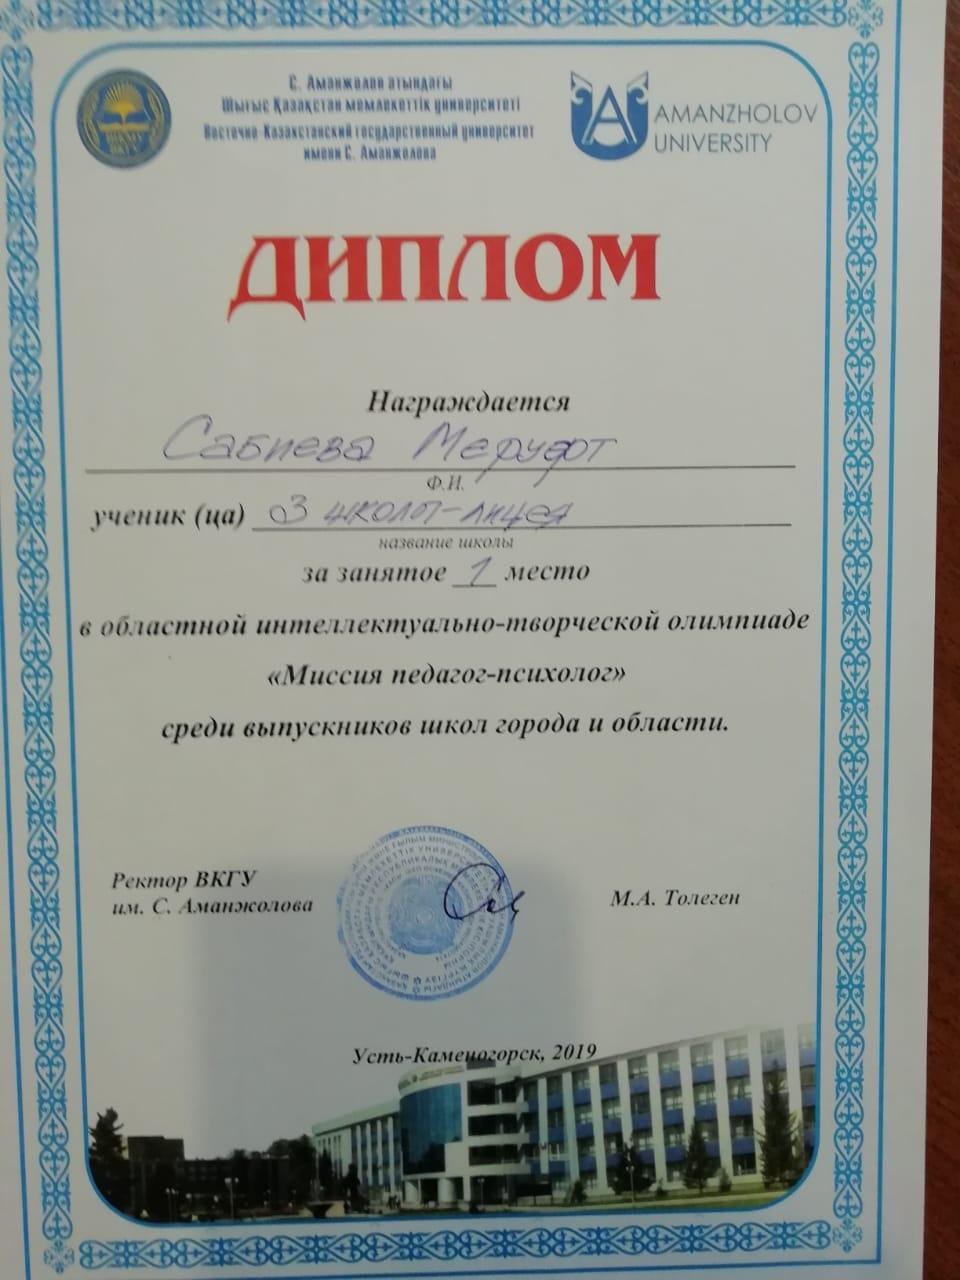 С. Аманжолов атындағы
Шығыс Қазақстан мемлекеттік университеті
Восточно-Казахстанский государственный университет
имени С. Аманжолова
AMANZHOLOV
UNIVERSITY
ДИПЛОМ
Награждается
Сабиева Меруерт
Ф.И.
ученик (ца) 3 школы-лицея
название школы
за занятое 1 место
в областной интеллектуально-творческой олимпиаде
«Миссия педагог-психолог»
среди выпускников школ города и области.
Ректор ВКГУ
им. С. Аманжолова
М.А. Толеген
Усть-Каменогорск, 2019